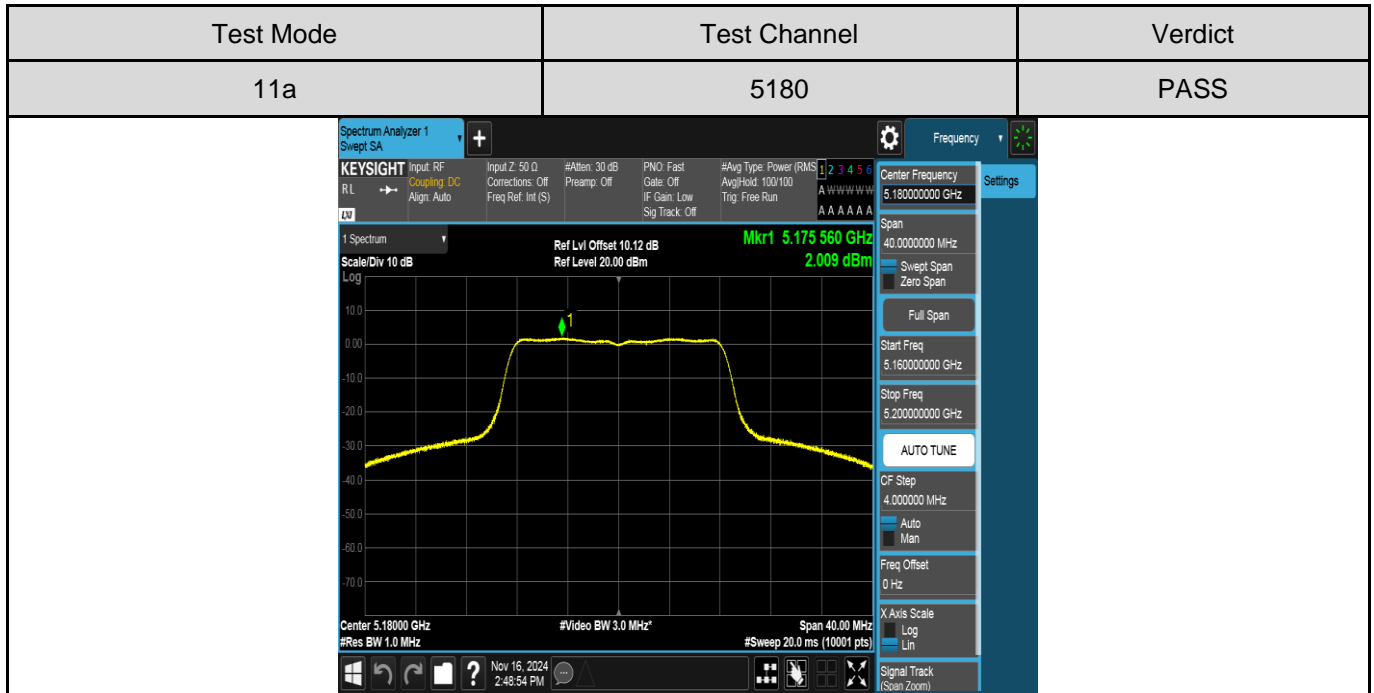 Test Mode Test Channel Verdict
11a 5180 PASS
Spectrum Analyzer 1
Swept SA
+
Frequency
KEYSIGHT
R L
LXI
Input: RF
Coupling: DC
Align: Auto
Input Z: 50 Ω
Corrections: Off
Freq Ref: Int (S)
#Atten: 30 dB
Preamp: Off
PNO: Fast
Gate: Off
IF Gain: Low
Sig Track: Off
#Avg Type: Power (RMS
Avg|Hold: 100/100
Trig: Free Run
1 2 3 4 5 6
A W W W W W
A A A A A A
1 Spectrum
Scale/Div 10 dB
Log
Ref Lvl Offset 10.12 dB
Ref Level 20.00 dBm
Mkr1 5.175 560 GHz
2.009 dBm
1
10.0
0.00
-10.0
-20.0
-30.0
-40.0
-50.0
-60.0
-70.0
Center 5.18000 GHz
#Res BW 1.0 MHz
#Video BW 3.0 MHz*
Span 40.00 MHz
#Sweep 20.0 ms (10001 pts)
?
Nov 16, 2024
2:48:54 PM
Center Frequency
5.180000000 GHz
Settings
Span
40.0000000 MHz
Swept Span
Zero Span
Full Span
Start Freq
5.160000000 GHz
Stop Freq
5.200000000 GHz
AUTO TUNE
CF Step
4.000000 MHz
Auto
Man
Freq Offset
0 Hz
X Axis Scale
Log
Lin
Signal Track
(Span Zoom)